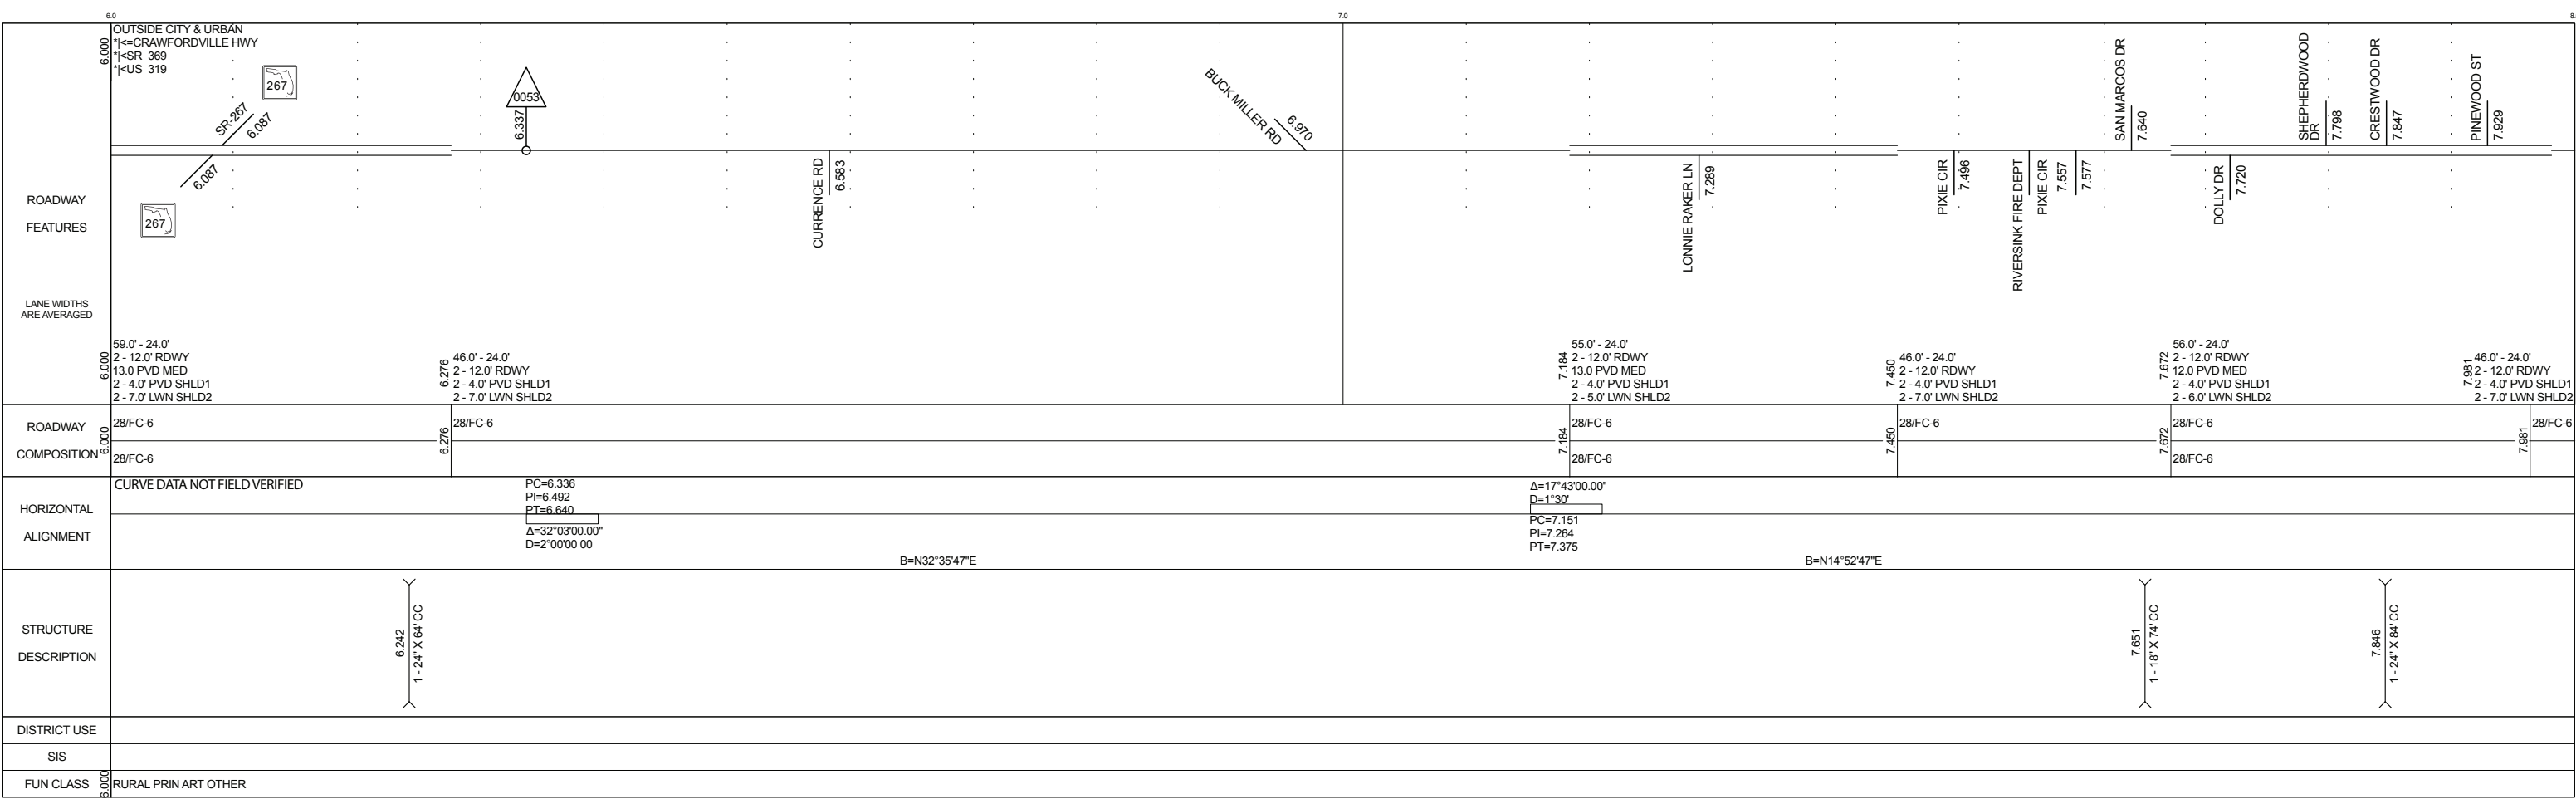 6.0
7.0
8.
ROADWAY
FEATURES
LANE WIDTHS
ARE AVERAGED
6.000
OUTSIDE CITY & URBAN
*|<=CRAWFORDVILLE HWY
*|<SR 369
*|<US 319
267
SR-267
6.087
6.087
267
0053
6.337
CURRENCE RD
6.583
BUCK MILLER RD
6.970
LONNIE RAKER LN
7.289
PIXIE CIR
7.496
RIVERSINK FIRE DEPT
7.557
PIXIE CIR
7.577
SAN MARCOS DR
7.640
DOLLY DR
7.720
SHEPHERDWOOD
DR
7.798
CRESTWOOD DR
7.847
PINEWOOD ST
7.929
6.000
59.0' - 24.0'
2 - 12.0' RDWY
13.0 PVD MED
2 - 4.0' PVD SHLD1
2 - 7.0' LWN SHLD2
6.276
46.0' - 24.0'
2 - 12.0' RDWY
2 - 4.0' PVD SHLD1
2 - 7.0' LWN SHLD2
7.184
55.0' - 24.0'
2 - 12.0' RDWY
13.0 PVD MED
2 - 4.0' PVD SHLD1
2 - 5.0' LWN SHLD2
7.450
46.0' - 24.0'
2 - 12.0' RDWY
2 - 4.0' PVD SHLD1
2 - 7.0' LWN SHLD2
7.672
56.0' - 24.0'
2 - 12.0' RDWY
12.0 PVD MED
2 - 4.0' PVD SHLD1
2 - 6.0' LWN SHLD2
7.981
46.0' - 24.0'
2 - 12.0' RDWY
2 - 4.0' PVD SHLD1
2 - 7.0' LWN SHLD2
ROADWAY
COMPOSITION
6.000
28/FC-6
28/FC-6
6.276
28/FC-6
7.184
28/FC-6
28/FC-6
7.450
28/FC-6
7.672
28/FC-6
28/FC-6
7.981
28/FC-6
HORIZONTAL
ALIGNMENT
CURVE DATA NOT FIELD VERIFIED
PC=6.336
PI=6.492
PT=6.640
Δ=32°03'00.00"
D=2°00'00 00
B=N32°35'47"E
Δ=17°43'00.00"
D=1°30'
PC=7.151
PI=7.264
PT=7.375
B=N14°52'47"E
STRUCTURE
DESCRIPTION
6.242
1 - 24" X 64' CC
7.651
1 - 18" X 74' CC
7.846
1 - 24" X 84' CC
DISTRICT USE
SIS
FUN CLASS
6.000
RURAL PRIN ART OTHER